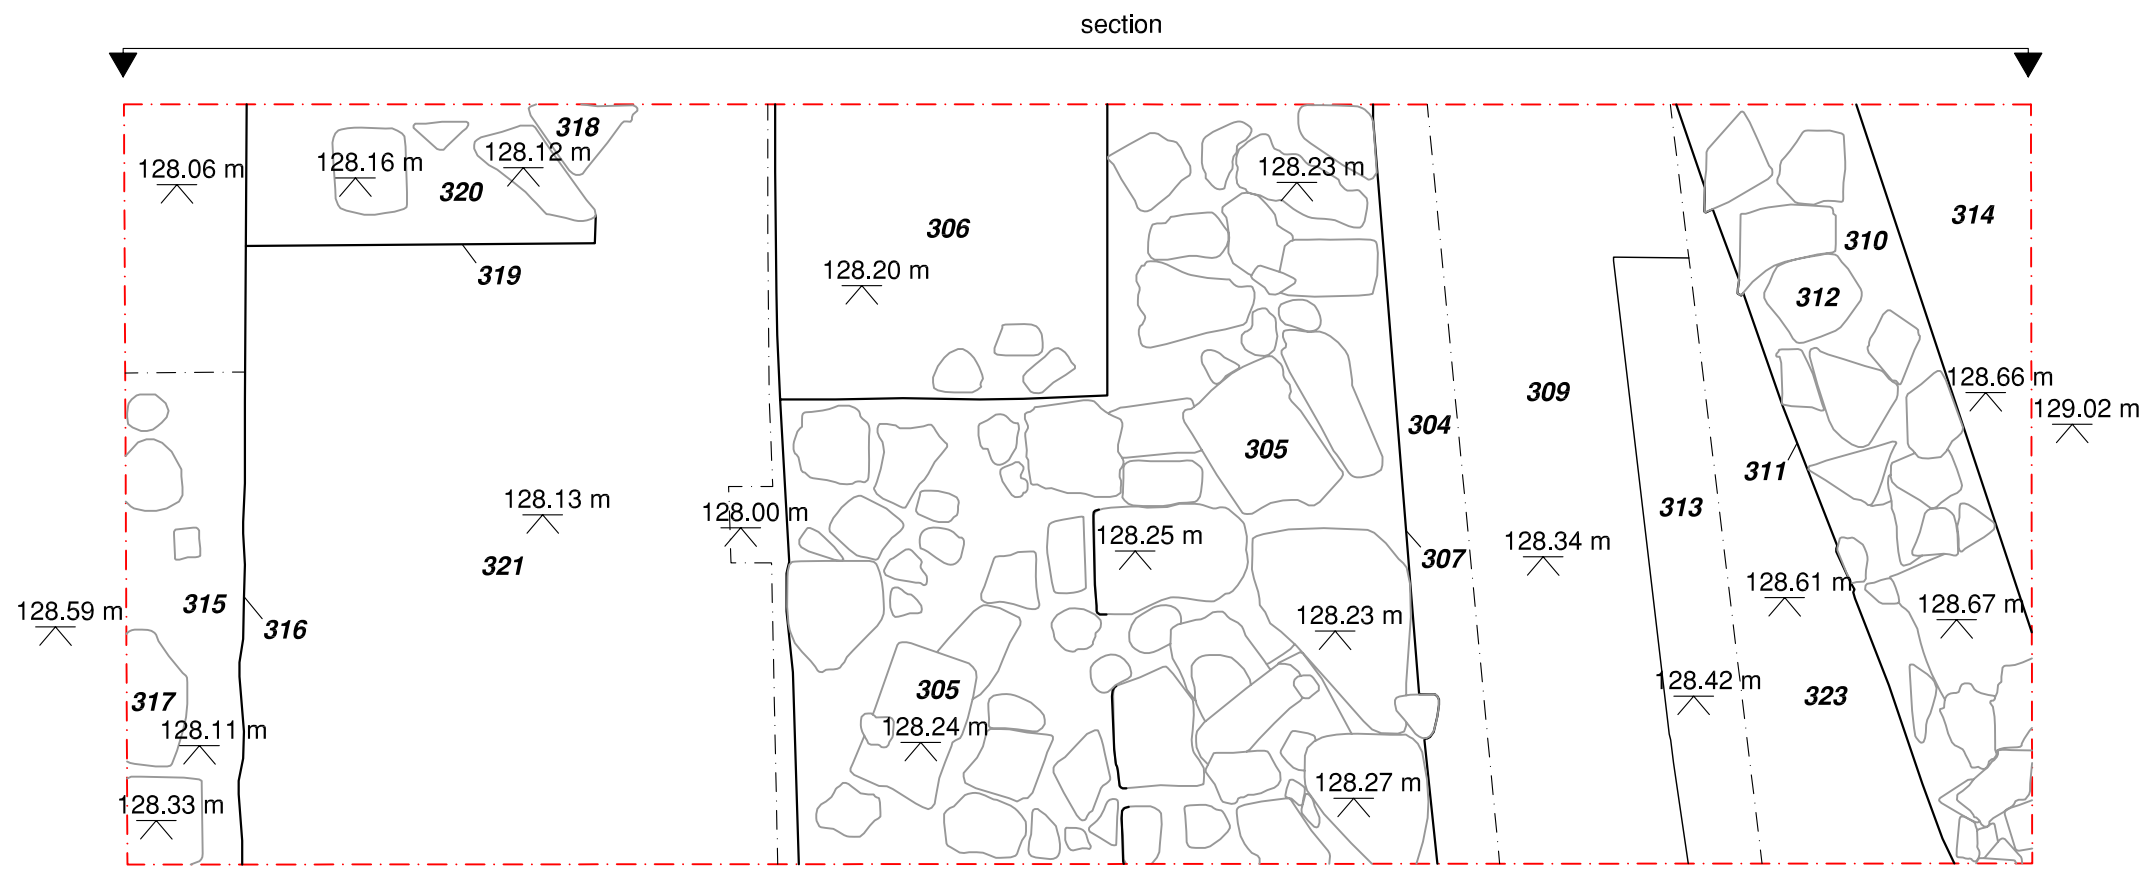 section
318
128.06 m
128.16 m
128.12 m
128.23 m
320
306
314
310
319
128.20 m
312
128.66 m
309
129.02 m
304
305
311
128.13 m
128.00 m
313
128.25 m
128.34 m
307
321
128.61 m
315
128.67 m
128.59 m
128.23 m
316
128.42 m
305
323
317
128.24 m
128.11 m
128.27 m
128.33 m